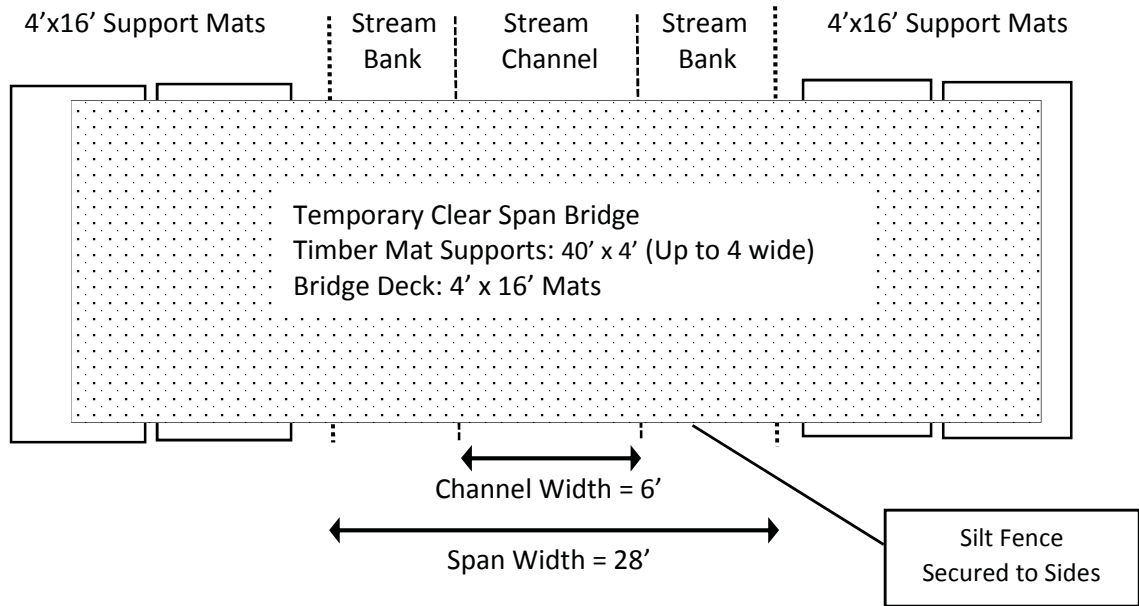 4’x16’ Support Mats
Stream
Bank
Stream
Channel
Stream
Bank
4’x16’ Support Mats
Temporary Clear Span Bridge
Timber Mat Supports: 40’ x 4’ (Up to 4 wide)
Bridge Deck: 4’ x 16’ Mats
Channel Width = 6’
Span Width = 28’
Silt Fence
Secured to Sides